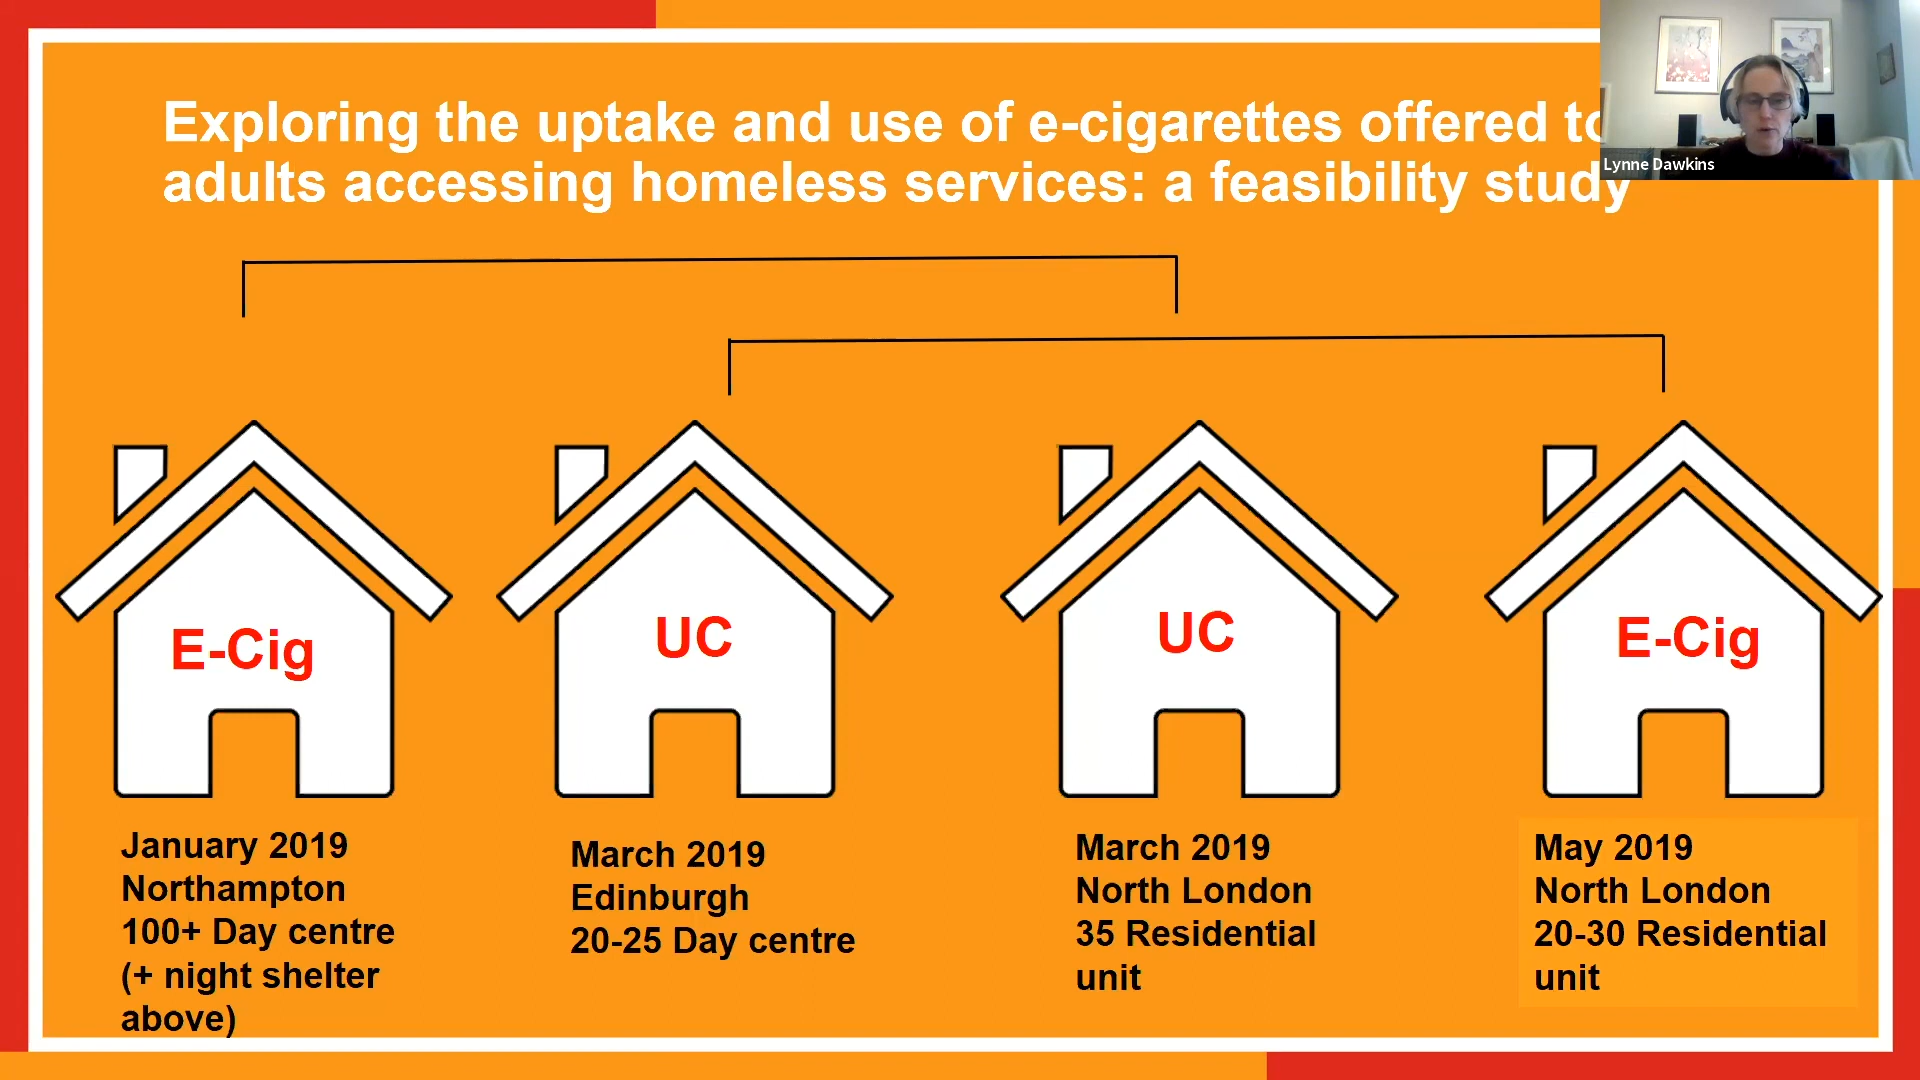 Exploring the uptake and use of e-cigarettes offered to
adults accessing homeless services: a feasibility study
Lynne Dawkins
E-Cig
UC
UC
E-Cig
January 2019
Northampton
100+ Day centre
(+ night shelter
above)
March 2019
Edinburgh
20-25 Day centre
March 2019
North London
35 Residential
unit
May 2019
North London
20-30 Residential
unit